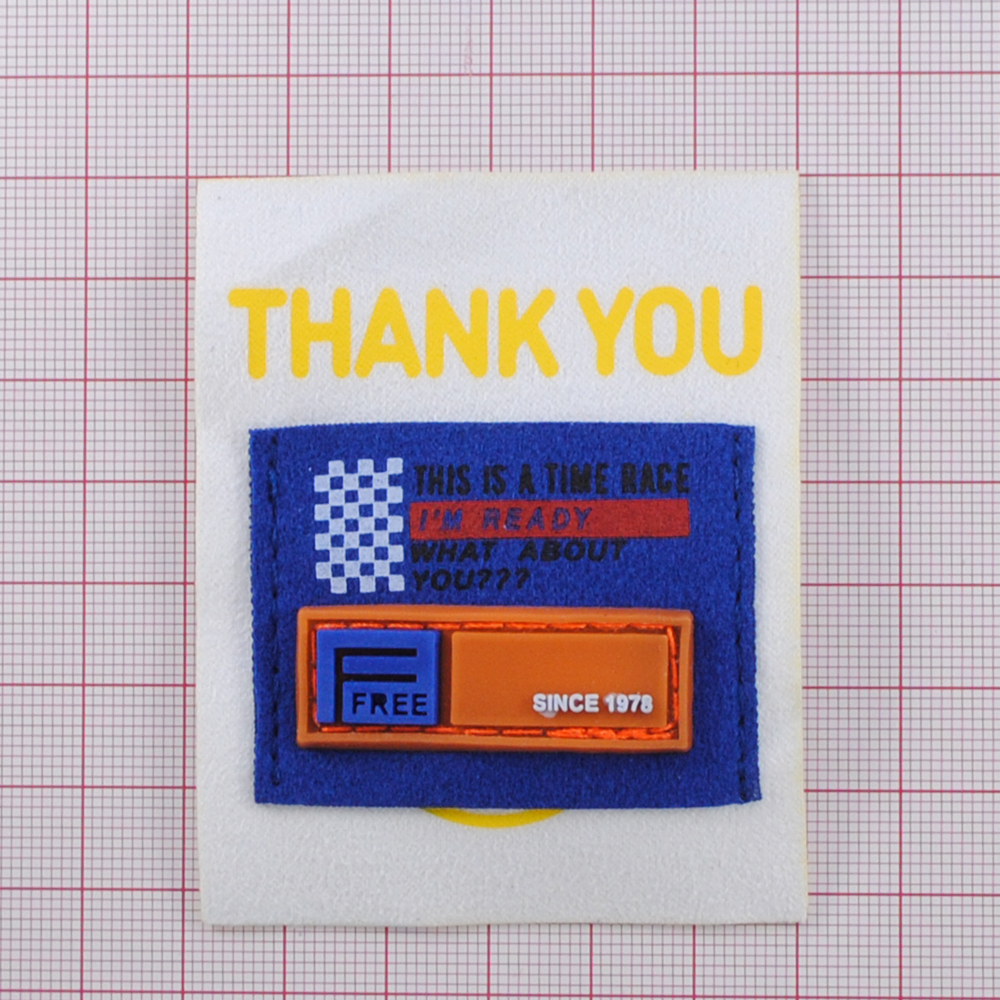 THANK YOU
THIS IS A TIME RACE
I'M READY
WHAT ABOUT
YOU???
FREE
SINCE 1978